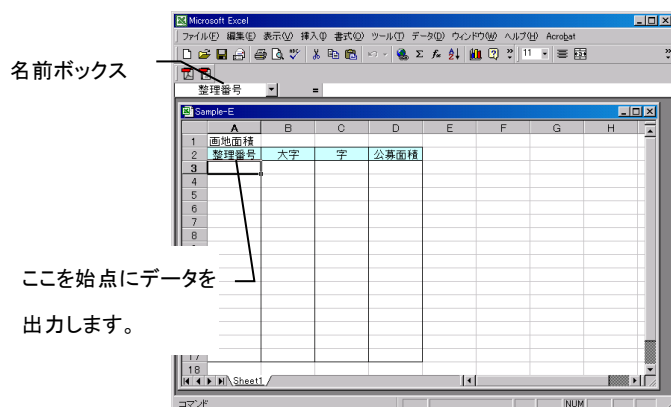 Microsoft Excel
ファイル(F) 編集(E) 表示(V) 挿入(I) 書式(O) ツール(T) データ(D) ウィンドウ(W) ヘルプ(H) Acrobat
11
名前ボックス
整理番号 =
Sample-E
A B C D E F G H
1 画地面積
2 整理番号 大字 字 公募面積
3
4
5
6
7
8
ここを始点にデータを
出力します。
17
18
Sheet1
コマンド NUM